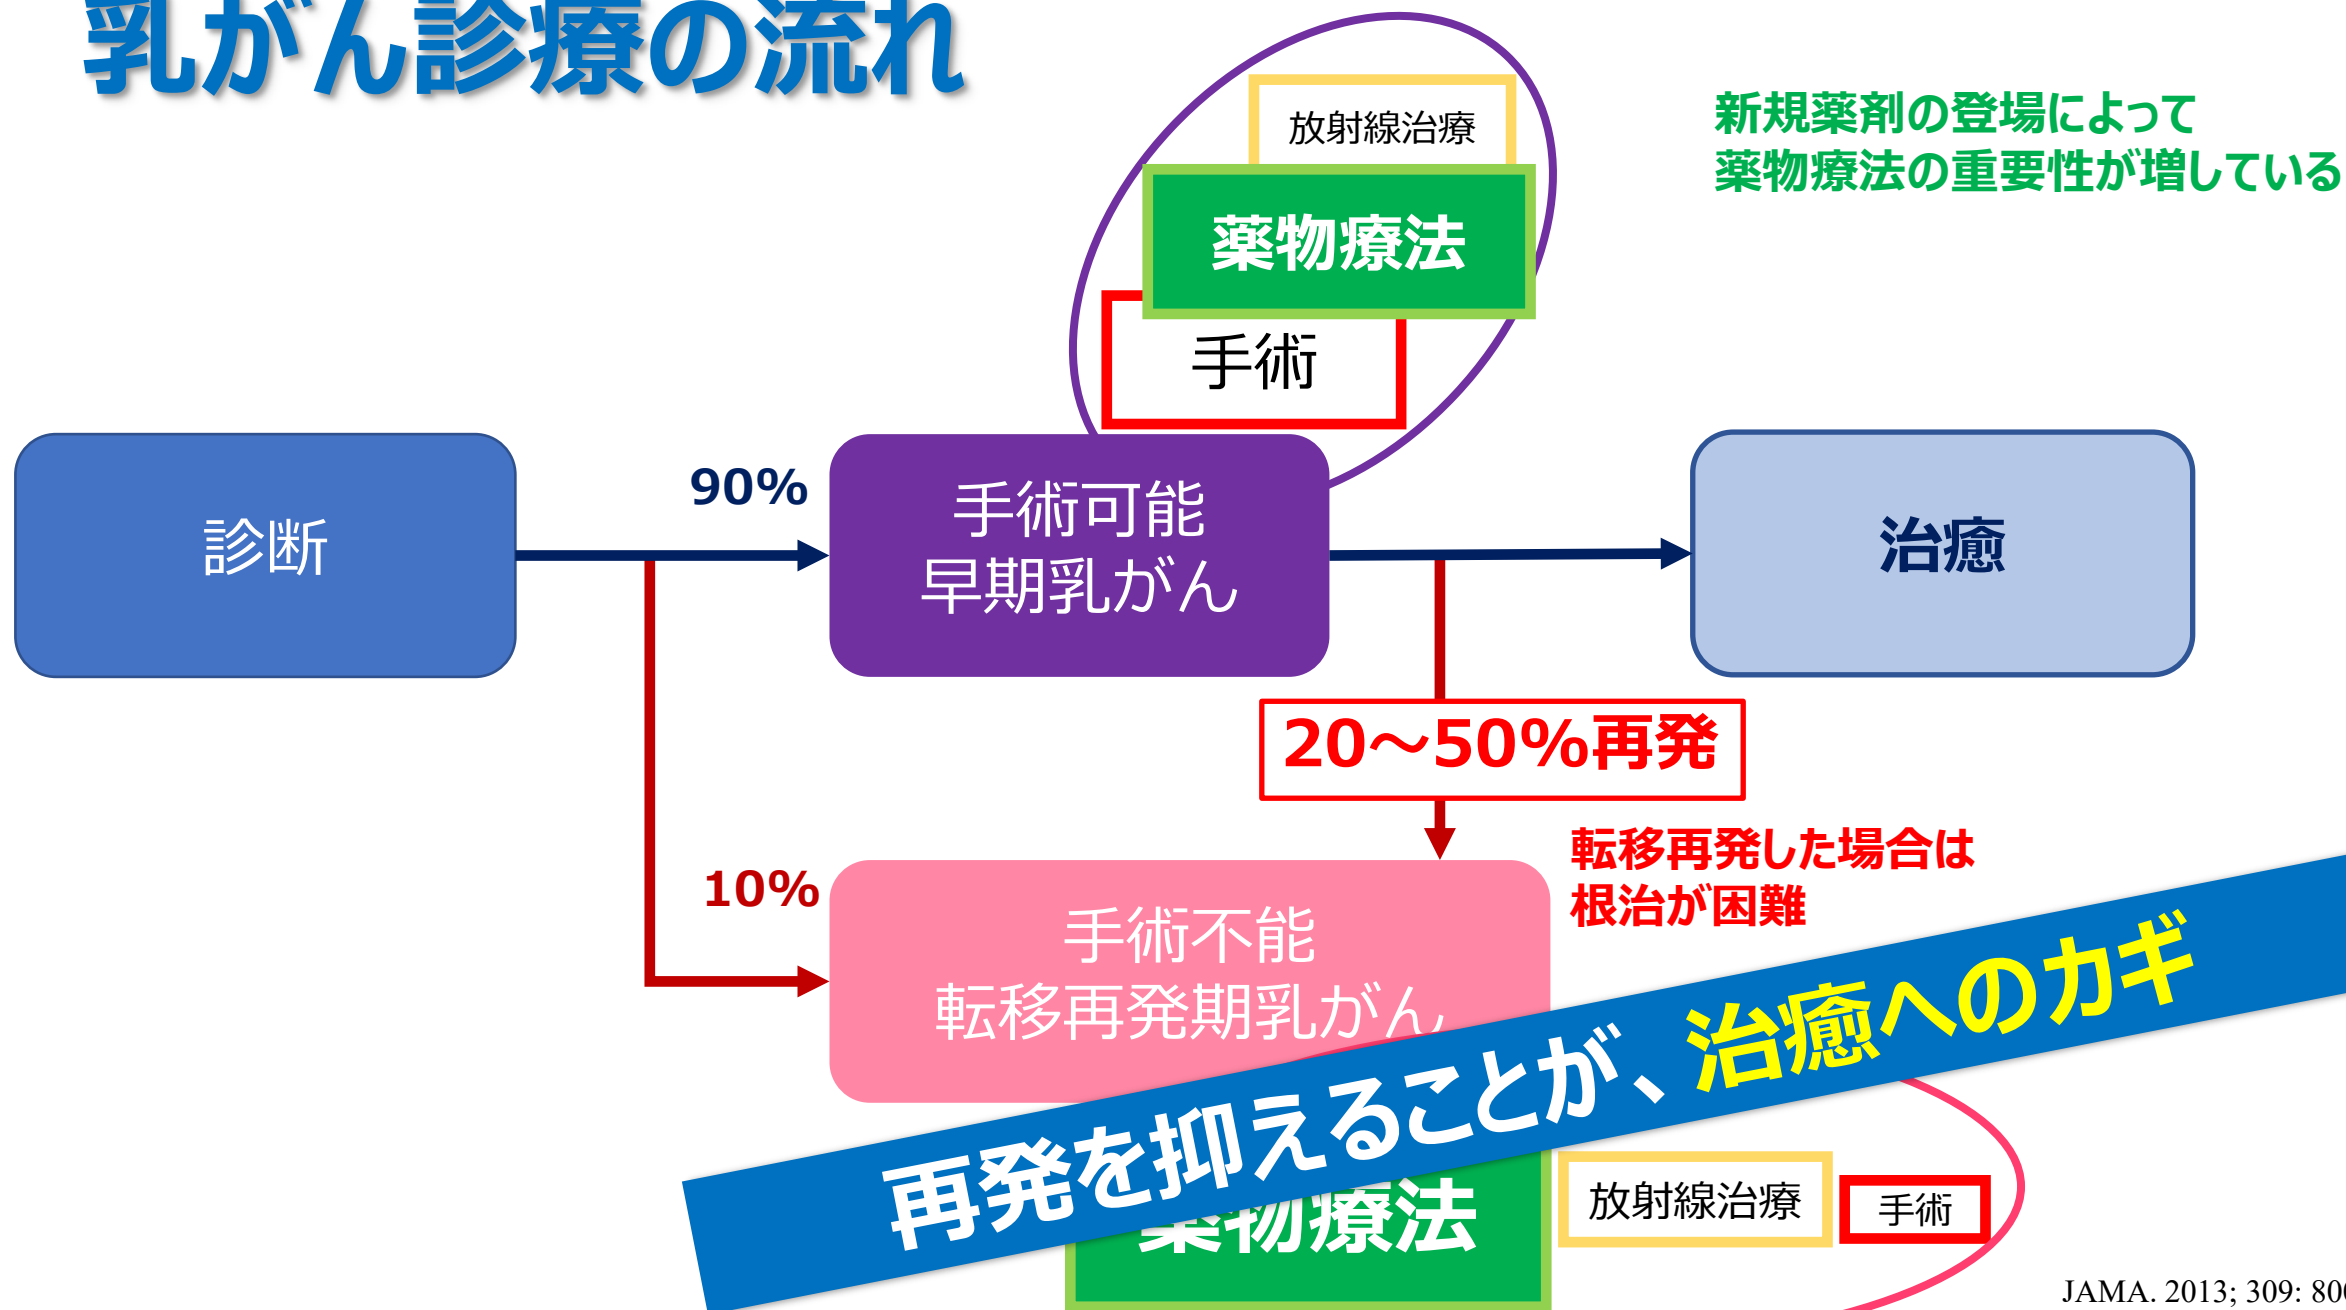 乳がん診療の流れ
放射線治療
新規薬剤の登場によって
薬物療法の重要性が増している
薬物療法
手術
診断
90%
手術可能
早期乳がん
治癒
20〜50%再発
10%
転移再発した場合は
根治が困難
手術不能
転移再発期乳がん
再発を抑えることが、治癒へのカギ
薬物療法
放射線治療
手術
JAMA. 2013; 309: 800